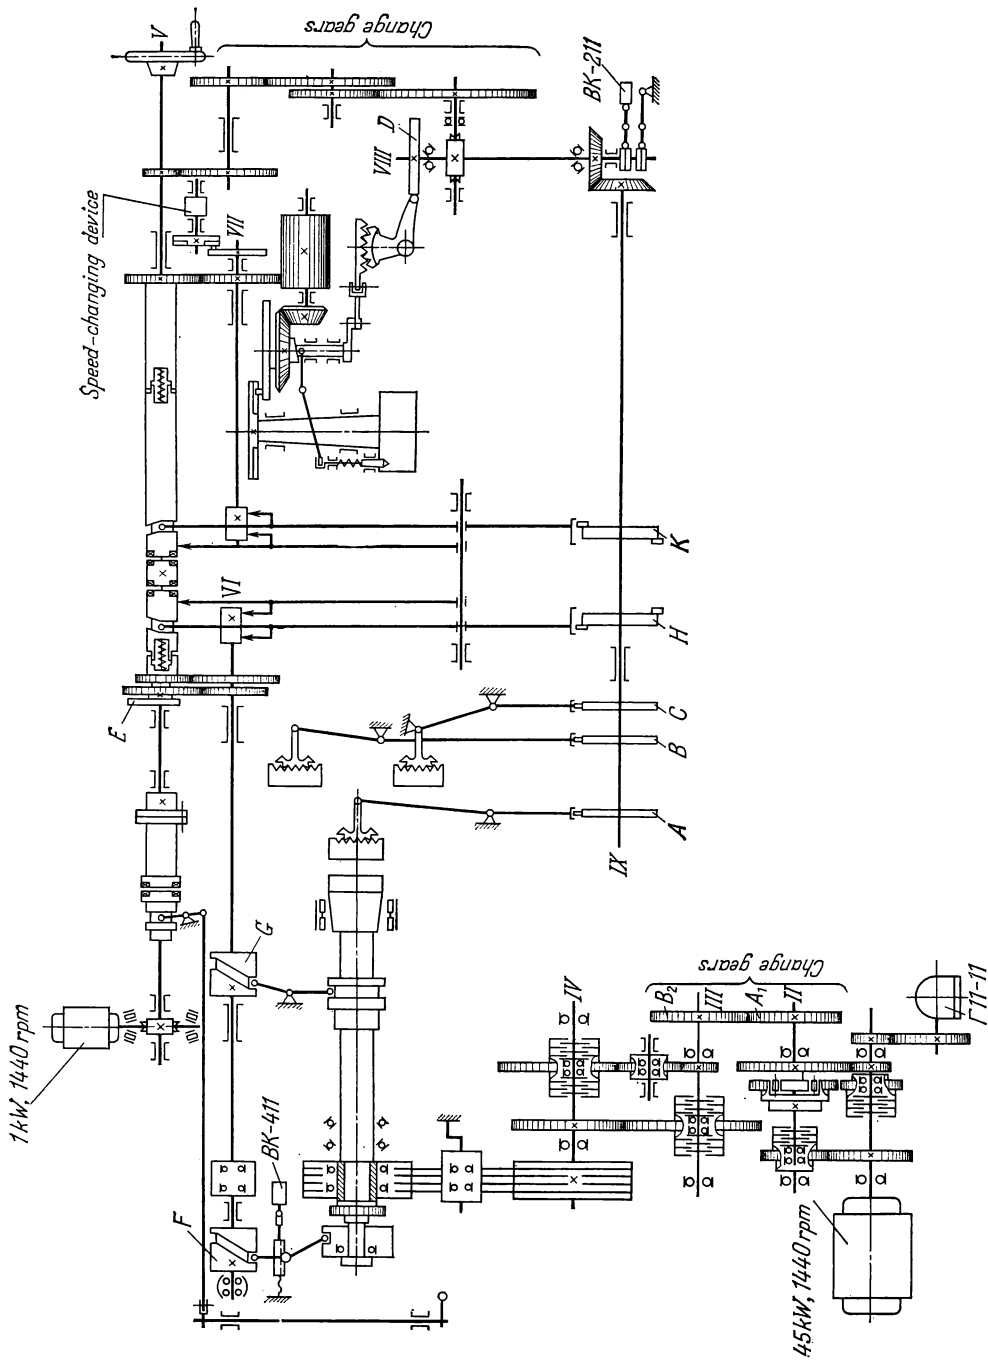 V
Change gears
BK-211
D
VIII
VII
Speed-changing device
VI
E
K
H
C
B
A
IX
G
1kW, 1440 rpm
BK-411
F
IV
Change gears
B2
III
A1
II
Г11-11
45kW, 1440 rpm